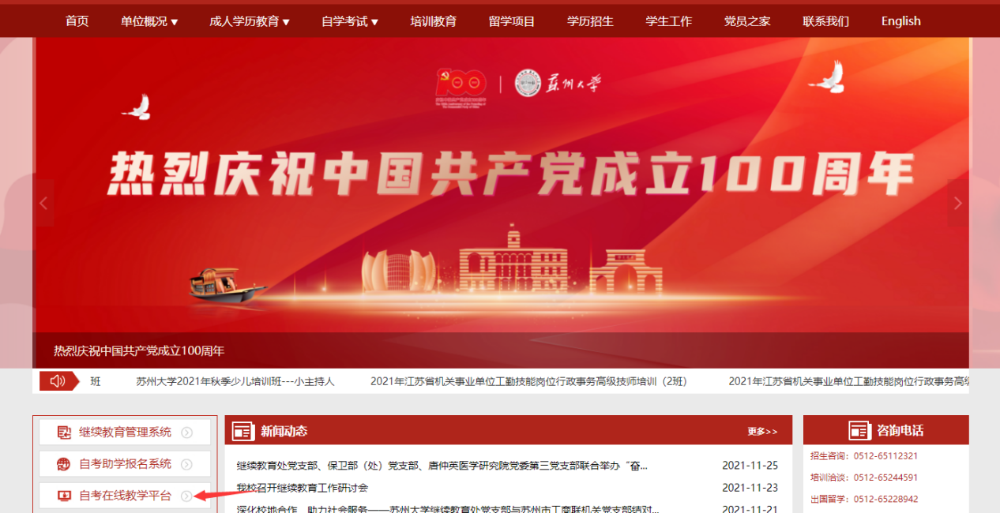 首页 单位概况▼ 成人学历教育▼ 自学考试▼ 培训教育 留学项目 学历招生 学生工作 党员之家 联系我们 English
100 | 蘇州大學
热烈庆祝中国共产党成立100周年
热烈庆祝中国共产党成立100周年
班 苏州大学2021年秋季少儿培训班---小主持人 2021年江苏省机关事业单位工勤技能岗位行政事务高级技师培训（2班） 2021年江苏省机关事业单位工勤技能岗位行政事务高级
继续教育管理系统
自考助学报名系统
自考在线教学平台
新闻动态 更多>>
继续教育处党支部、保卫部（处）党支部、唐仲英医学研究院党委第三党支部联合举办“奋... 2021-11-25
我校召开继续教育工作研讨会 2021-11-23
深化校地合作，助力社会服务——苏州大学继续教育处党支部与苏州市工商联机关党支部结对... 2021-11-21
咨询电话
招生咨询：0512-65112321
培训洽谈：0512-65244591
出国留学：0512-65228942